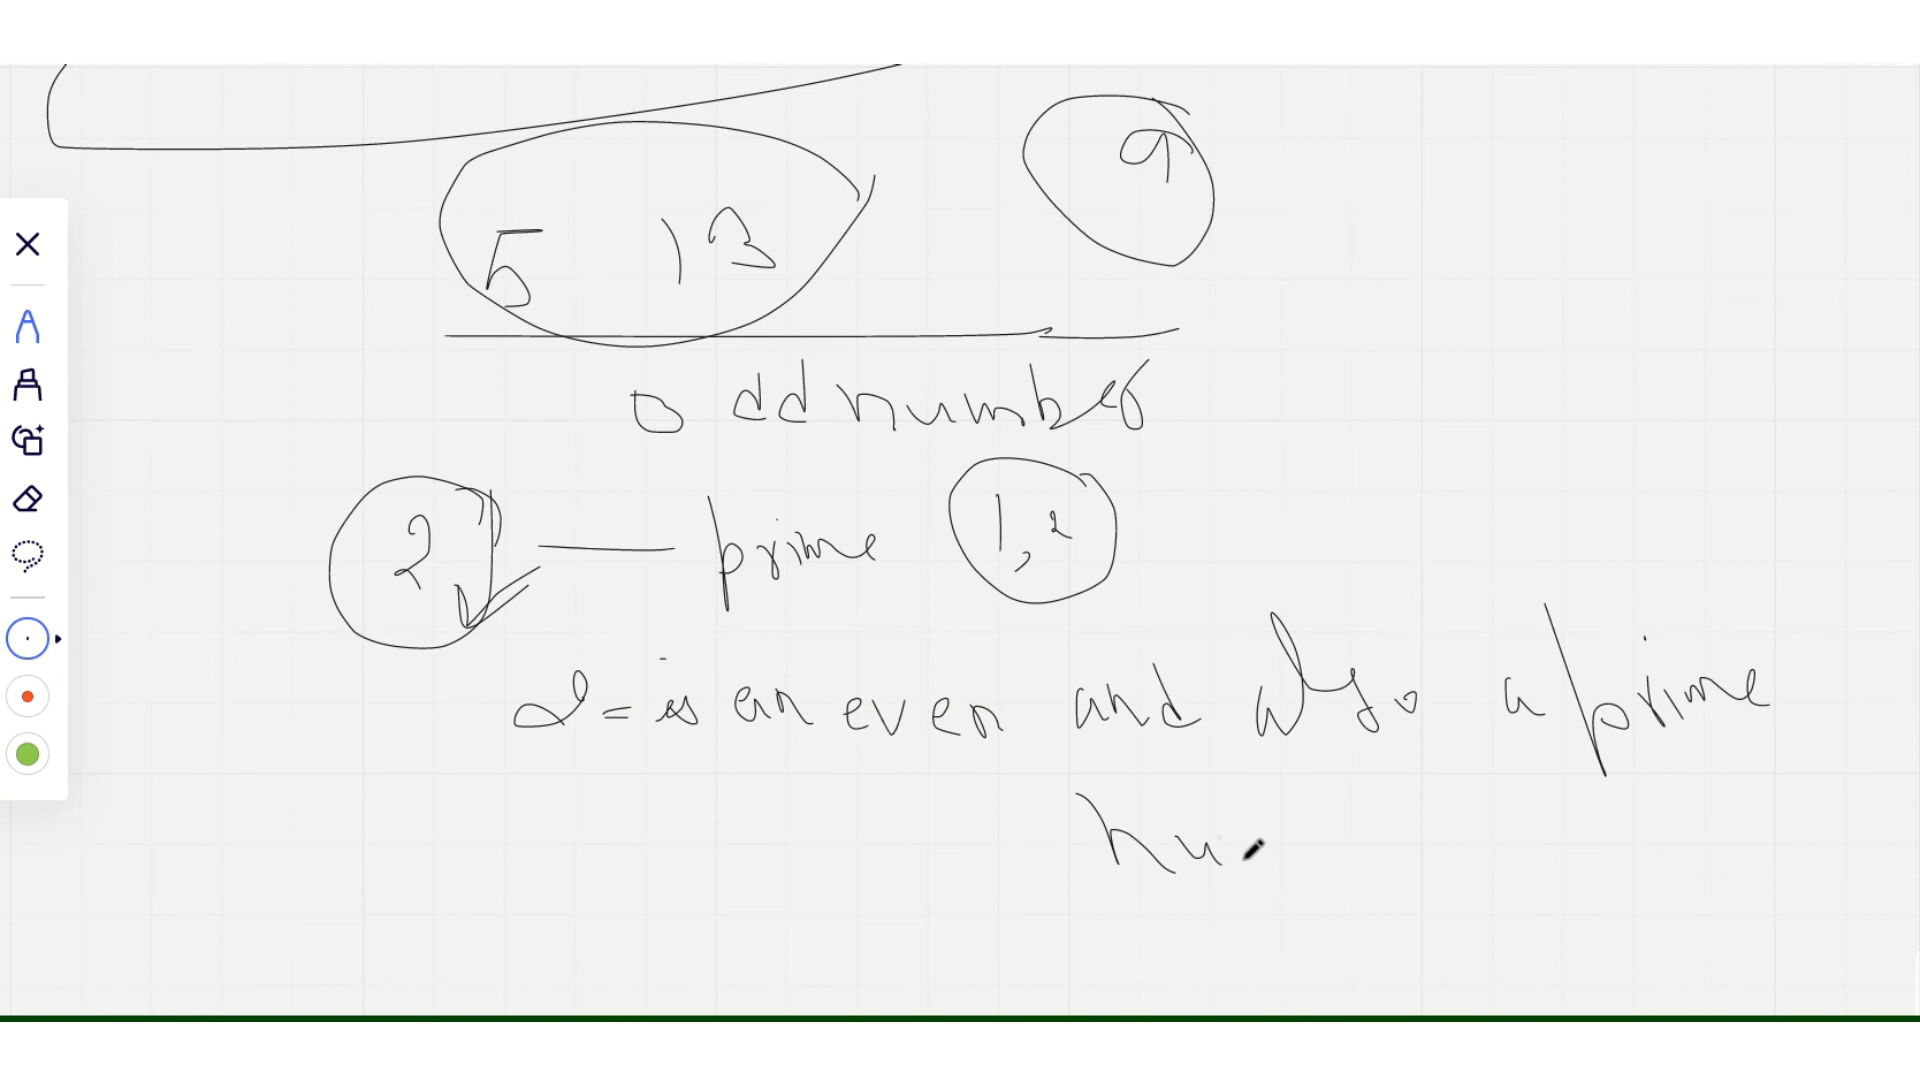 9
5 13
odd number
2 — prime 1, 2
2 = is an even and also a prime
nu